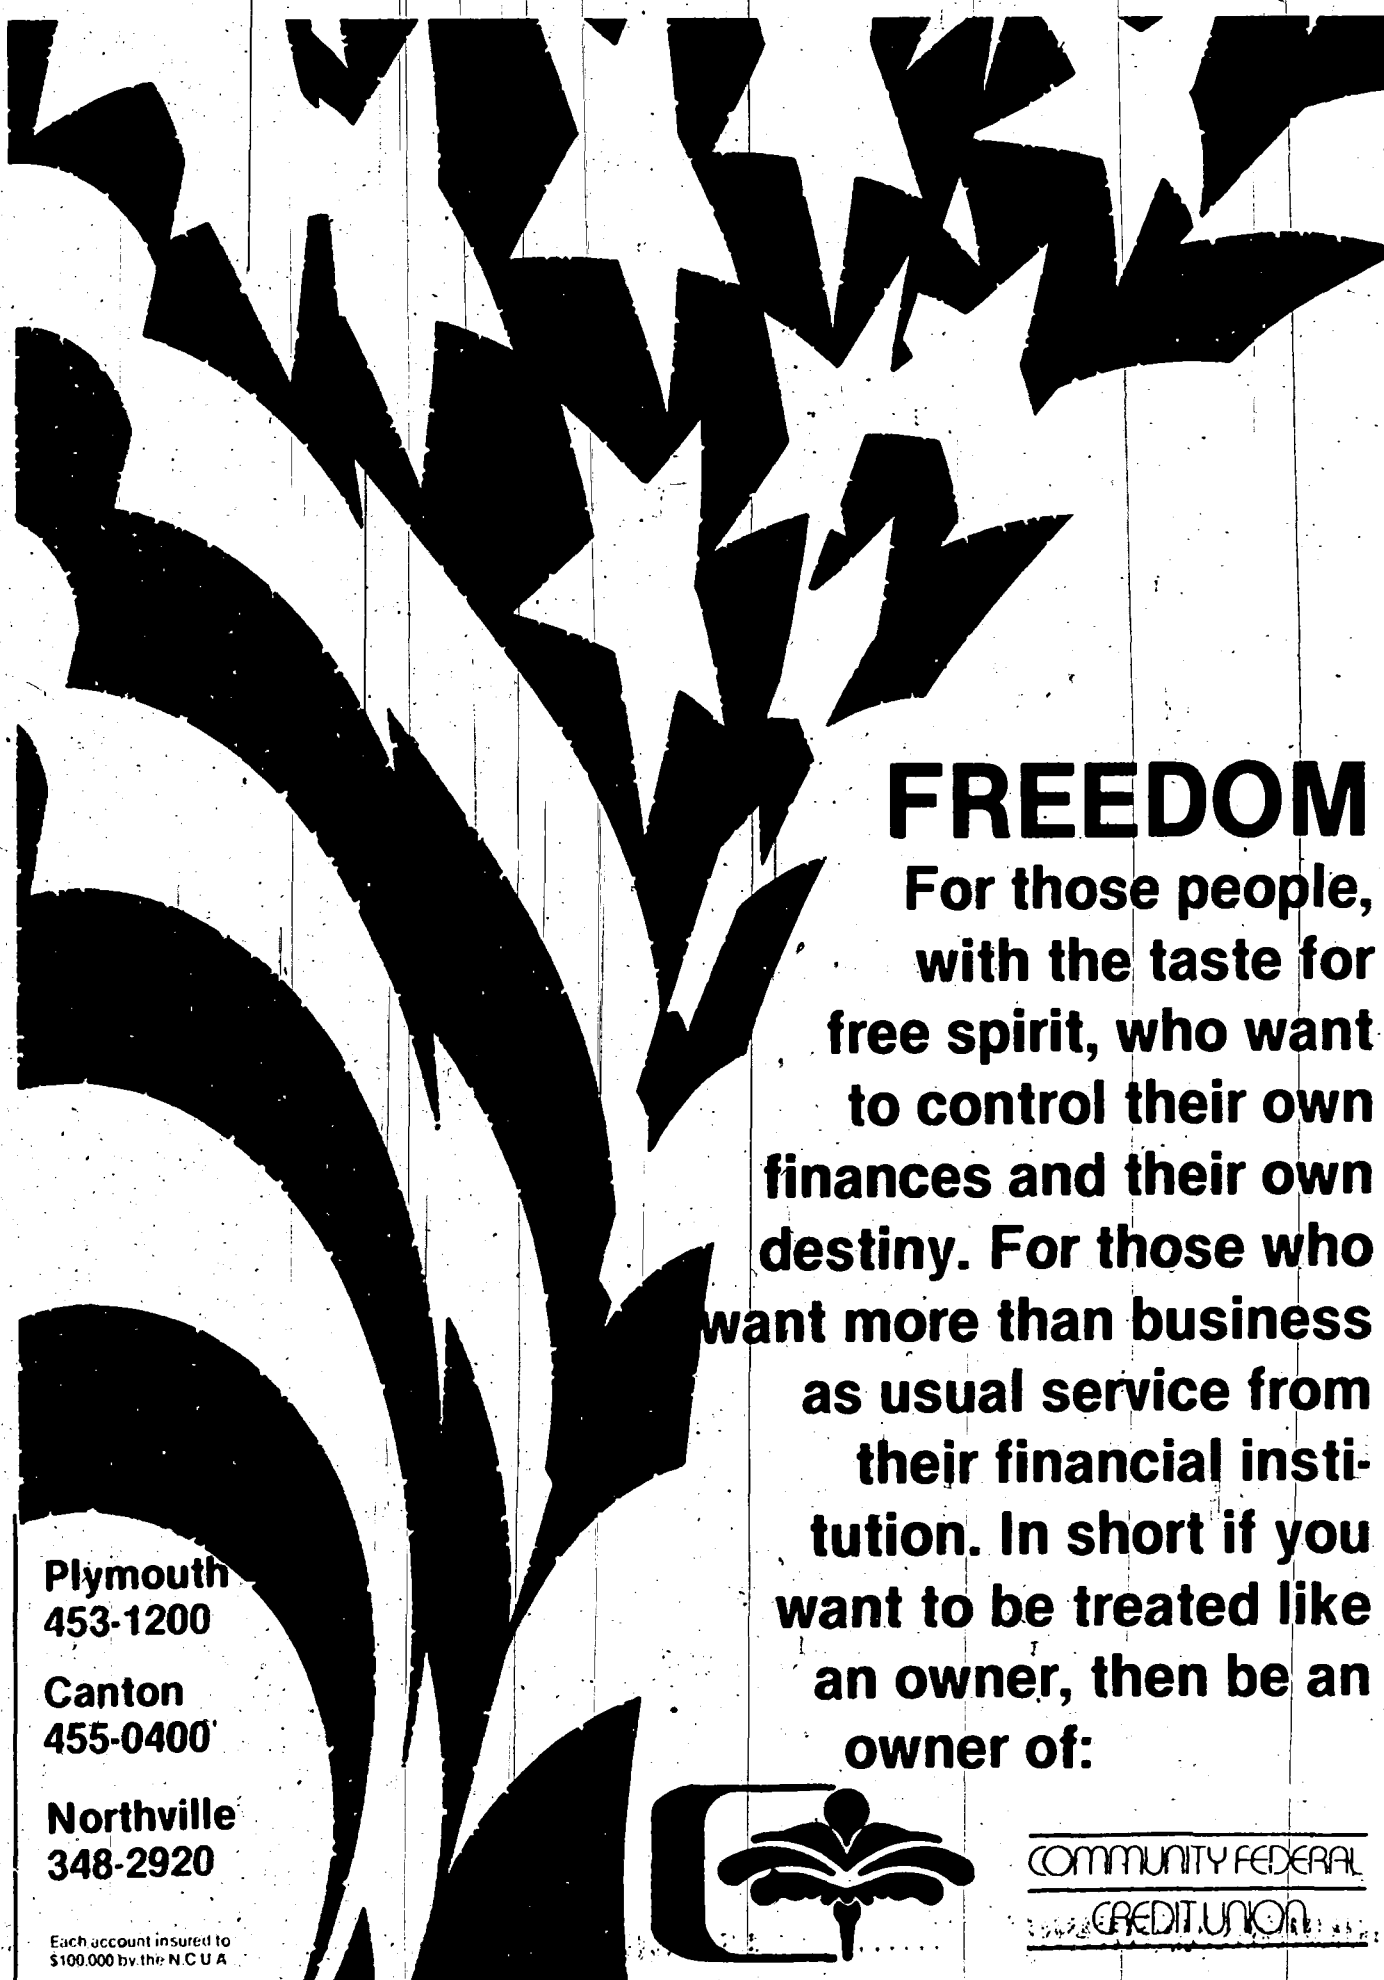 FREEDOM
For those people,
with the taste for
free spirit, who want
to control their own
finances and their own
destiny. For those who
want more than business
as usual service from
their financial insti-
tution. In short if you
want to be treated like
an owner, then be an
owner of:
COMMUNITY FEDERAL
CREDIT UNION
Plymouth
453-1200
Canton
455-0400
Northville
348-2920
Each account insured to
$100,000 by the N C U A